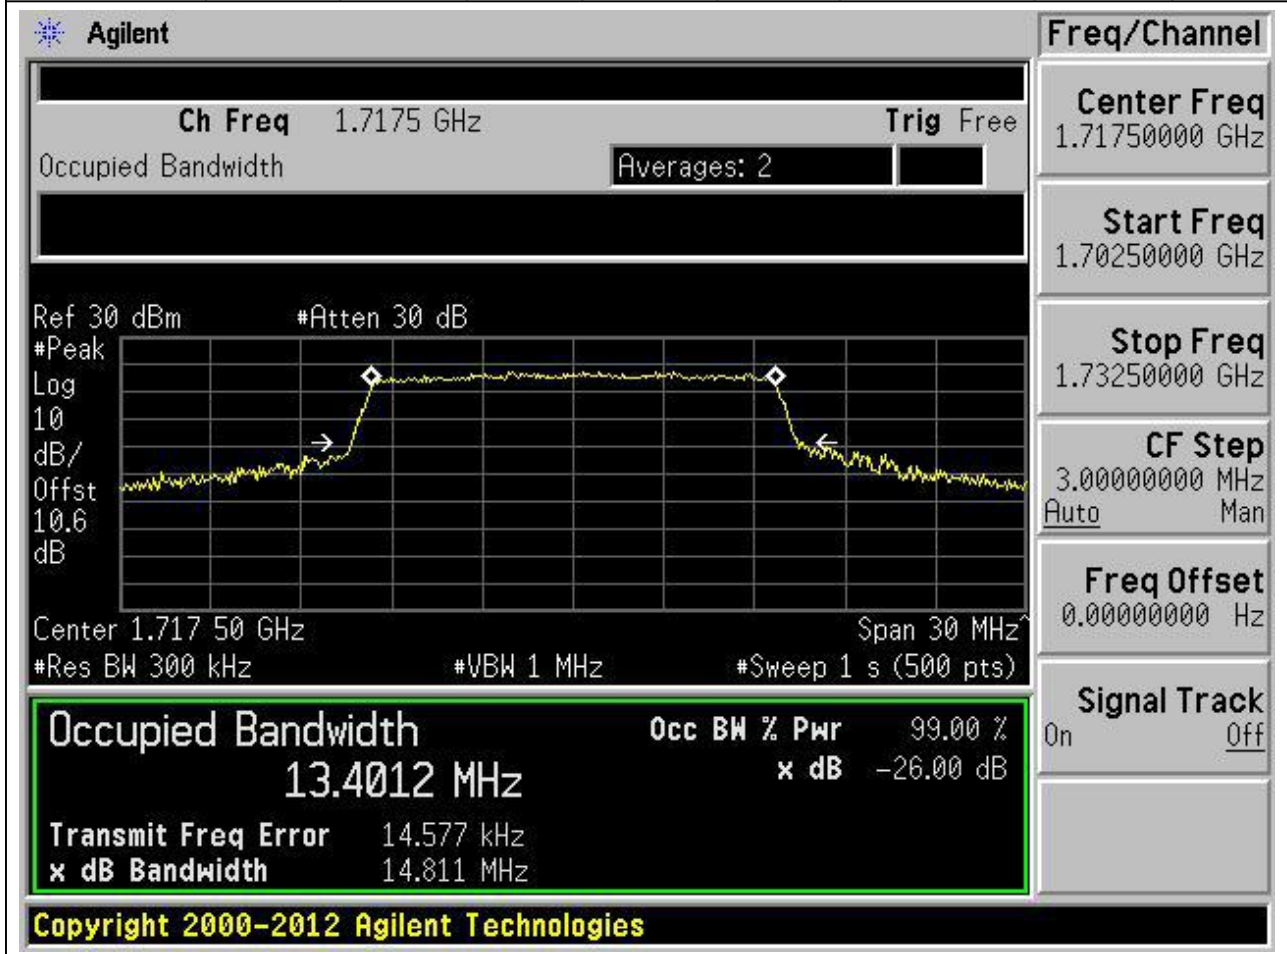 Agilent
Freq/Channel
Ch Freq 1.7175 GHz Trig Free
Occupied Bandwidth Averages: 2
Center Freq
1.71750000 GHz
Start Freq
1.70250000 GHz
Stop Freq
1.73250000 GHz
CF Step
3.00000000 MHz
Auto Man
Freq Offset
0.00000000 Hz
Signal Track
On Off
Ref 30 dBm #Atten 30 dB
#Peak
Log
10
dB/
Offst
10.6
dB
Center 1.717 50 GHz Span 30 MHz^
#Res BW 300 kHz #VBW 1 MHz #Sweep 1 s (500 pts)
Occupied Bandwidth
13.4012 MHz
Occ BW % Pwr 99.00 %
x dB -26.00 dB
Transmit Freq Error 14.577 kHz
x dB Bandwidth 14.811 MHz
Copyright 2000-2012 Agilent Technologies